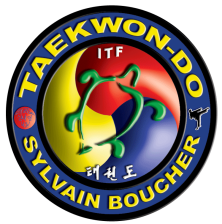 TAEKWON-DO
ITF
태권도
SYLVAIN BOUCHER